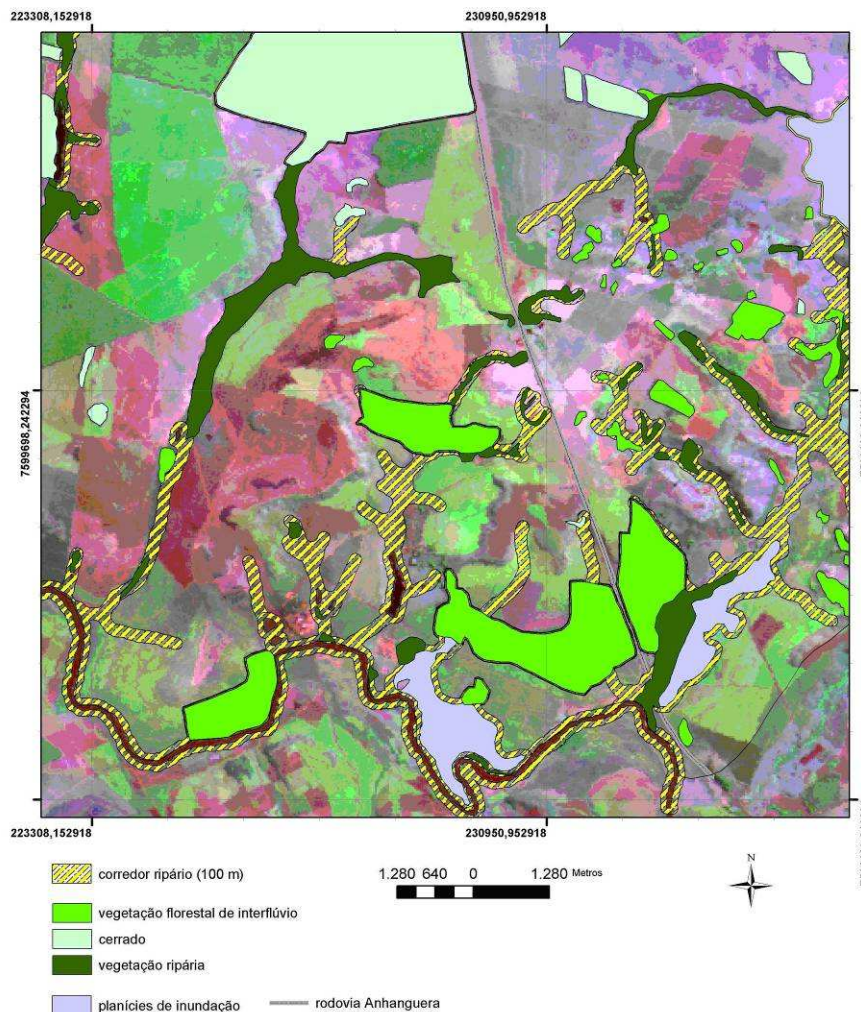 223308,152918 230950,952918
7599698,242294
223308,152918 230950,952918
corredor ripário (100 m)
1.280 640 0 1.280 Metros
N
vegetação florestal de interflúvio
cerrado
vegetação ripária
planícies de inundação
rodovia Anhanguera